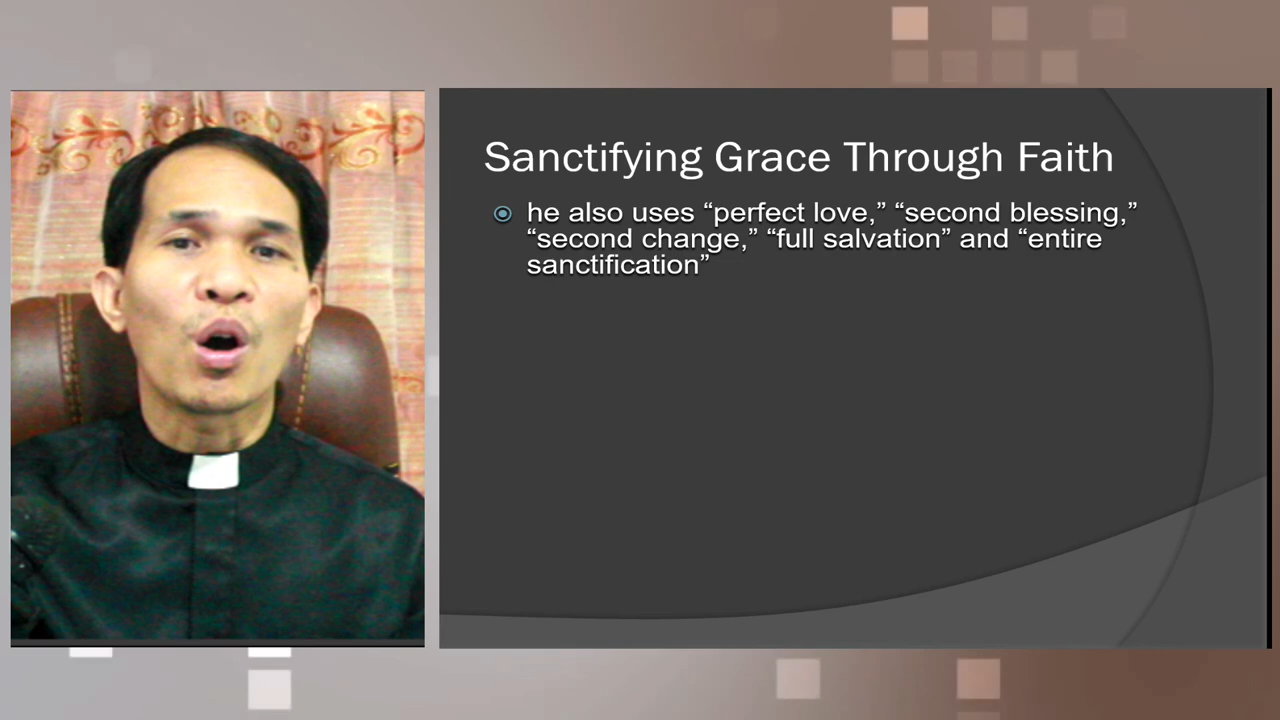 Sanctifying Grace Through Faith
he also uses “perfect love,” “second blessing,”
“second change,” “full salvation” and “entire
sanctification”